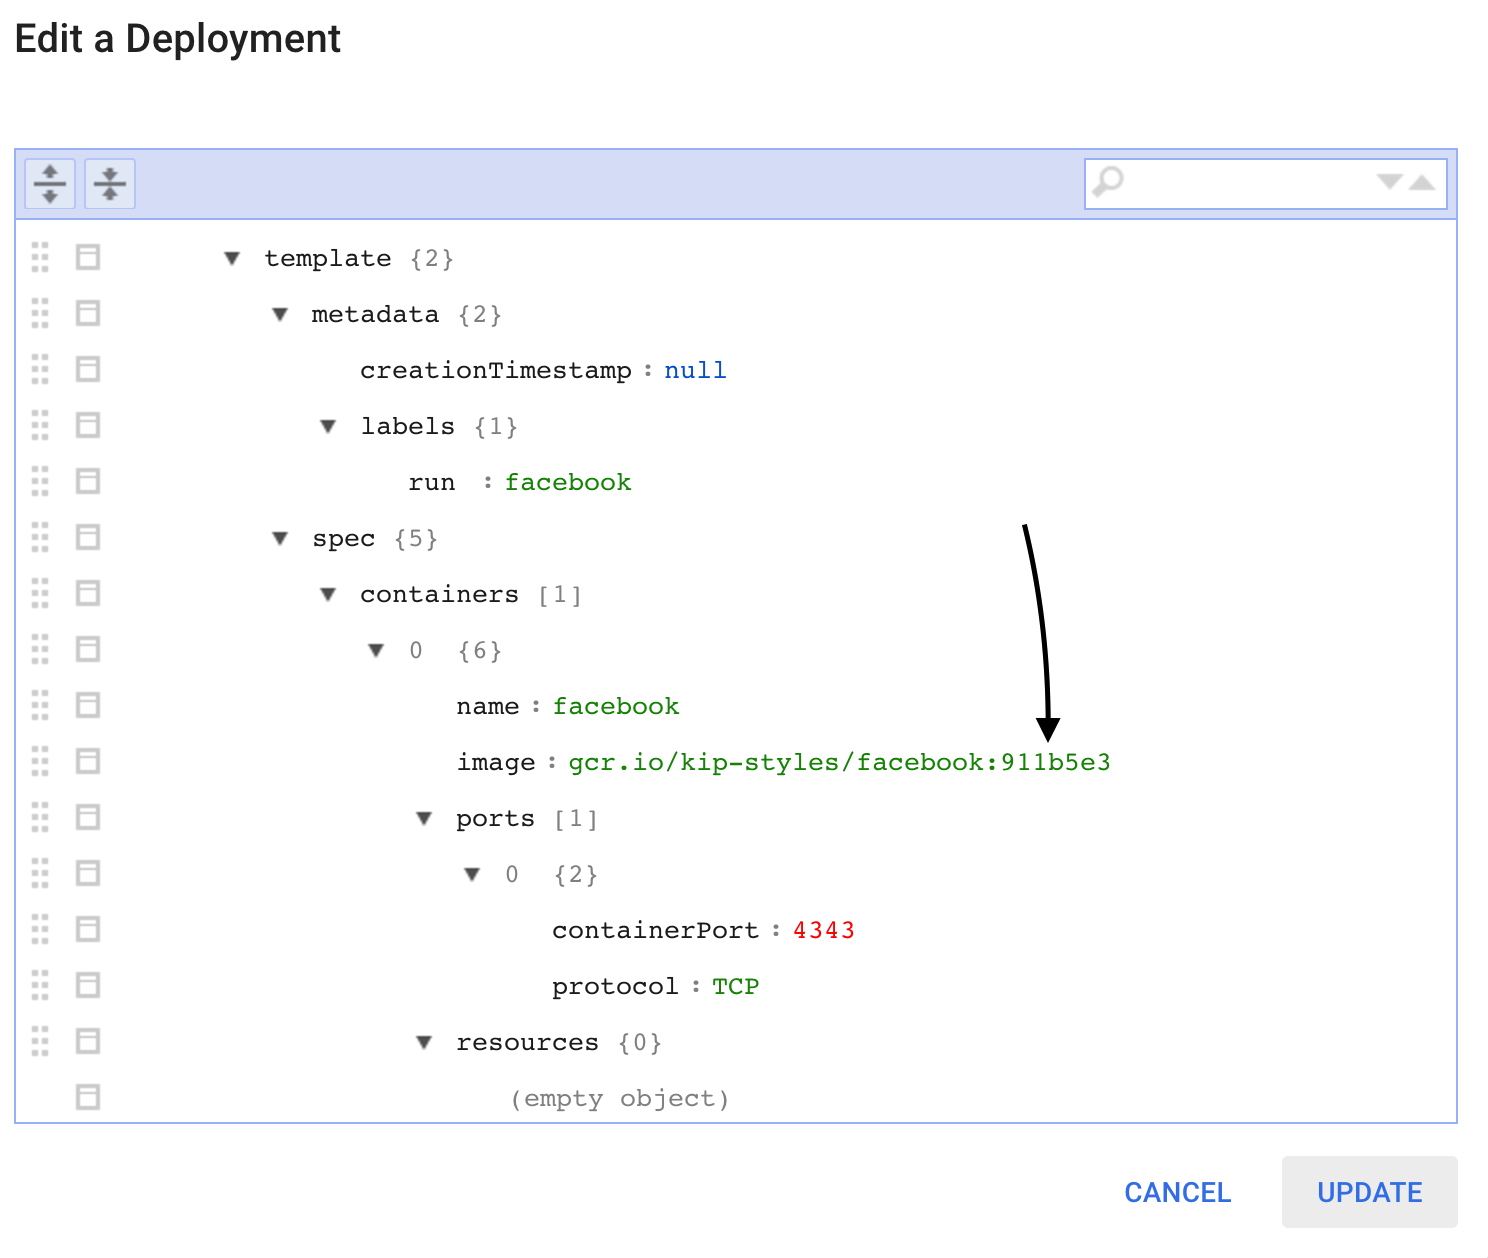 Edit a Deployment
template {2}
metadata {2}
creationTimestamp : null
labels {1}
run : facebook
spec {5}
containers [1]
0 {6}
name : facebook
image : gcr.io/kip-styles/facebook:911b5e3
ports [1]
0 {2}
containerPort : 4343
protocol : TCP
resources {0}
(empty object)
CANCEL UPDATE